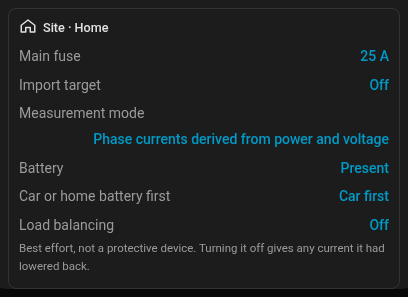 Site · Home
Main fuse 25 A
Import target Off
Measurement mode
Phase currents derived from power and voltage
Battery Present
Car or home battery first Car first
Load balancing Off
Best effort, not a protective device. Turning it off gives any current it had
lowered back.